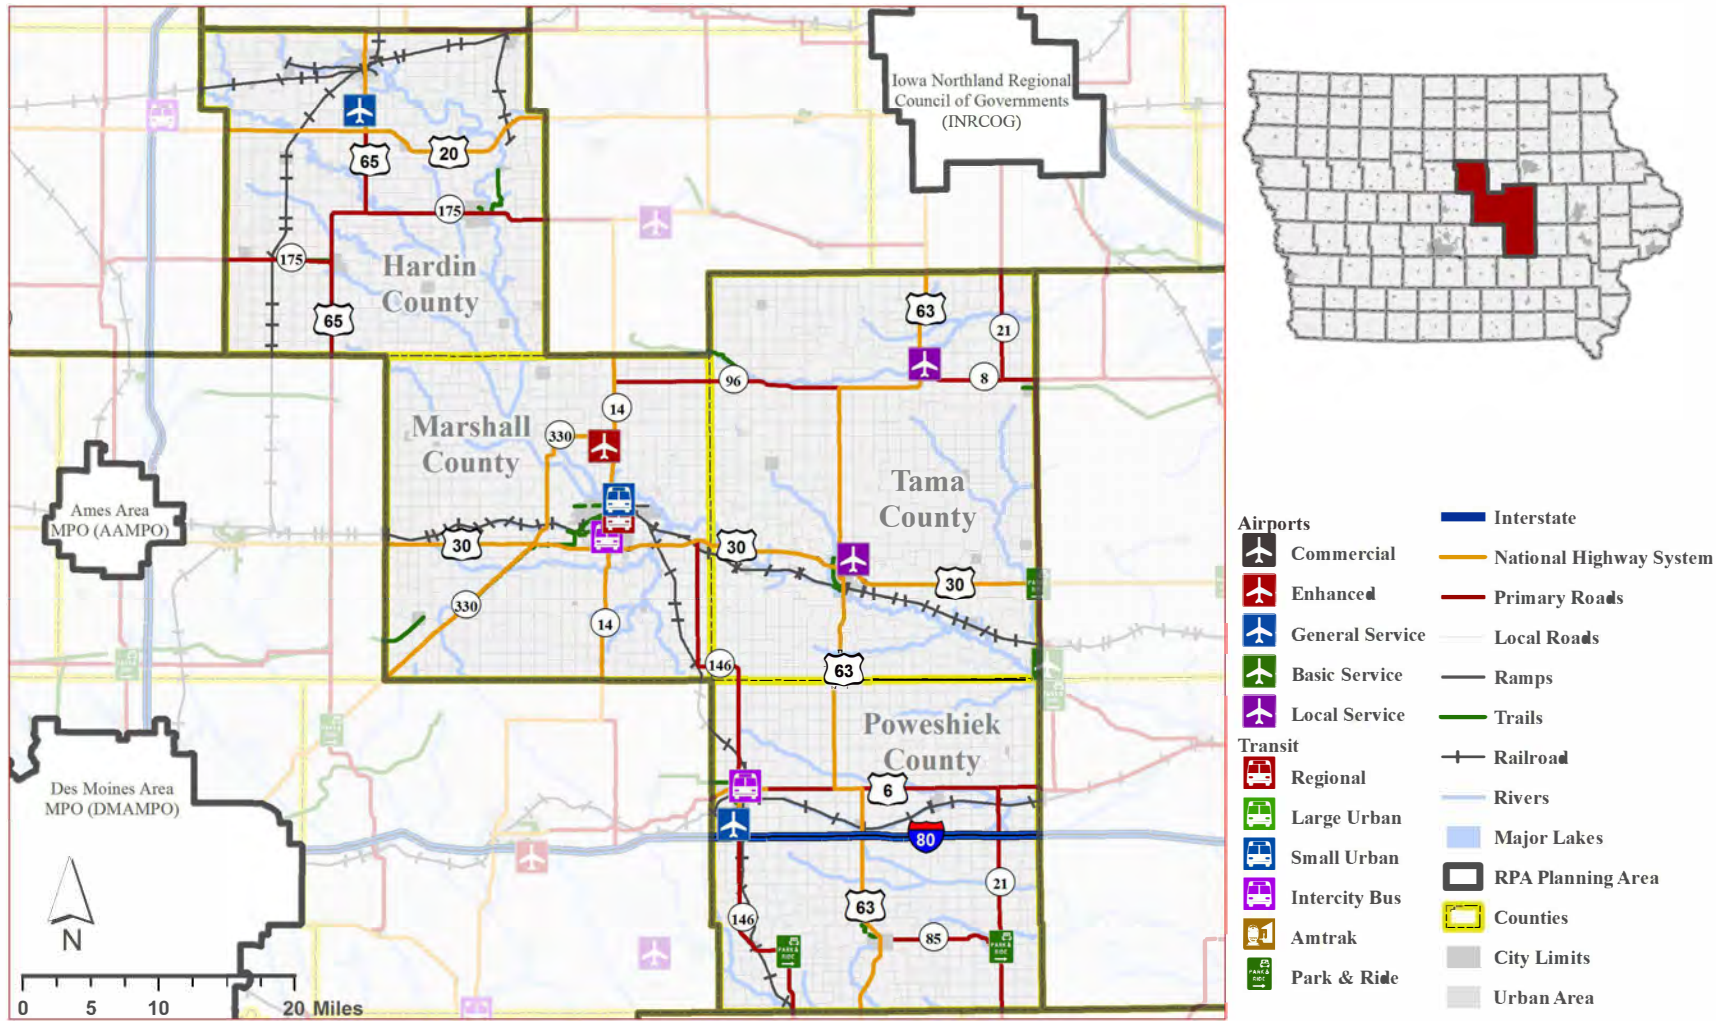 Iowa Northland Regional
Council of Governments
(INRCOG)
65
20
175
175
Hardin
County
65
63
21
96
8
14
Marshall
County
330
Tama
County
Ames Area
MPO (AAMPO)
30
30
30
330
14
146
63
Poweshiek
County
Des Moines Area
MPO (DMAMPO)
6
80
21
63
146
85
PARK &
RIDE
N
0 5 10 20 Miles
Airports
Commercial
Enhanced
General Service
Basic Service
Local Service
Transit
Regional
Large Urban
Small Urban
Intercity Bus
Amtrak
PARK &
RIDE
Park & Ride
Interstate
National Highway System
Primary Roads
Local Roads
Ramps
Trails
Railroad
Rivers
Major Lakes
RPA Planning Area
Counties
City Limits
Urban Area